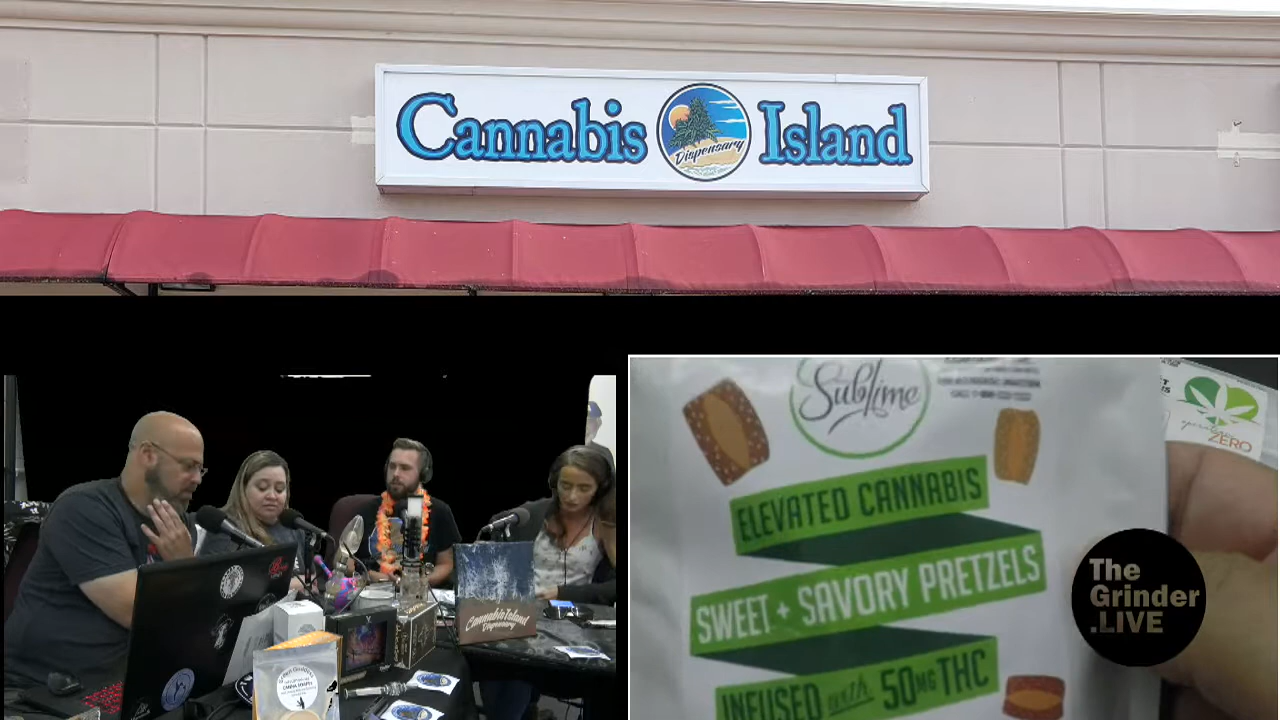 Cannabis Island
Dispensary
Sublime
ELEVATED CANNABIS
SWEET + SAVORY PRETZELS
INFUSED with 50MG THC
ZERO
The
Grinder
.LIVE
Cannabis Island
Dispensary